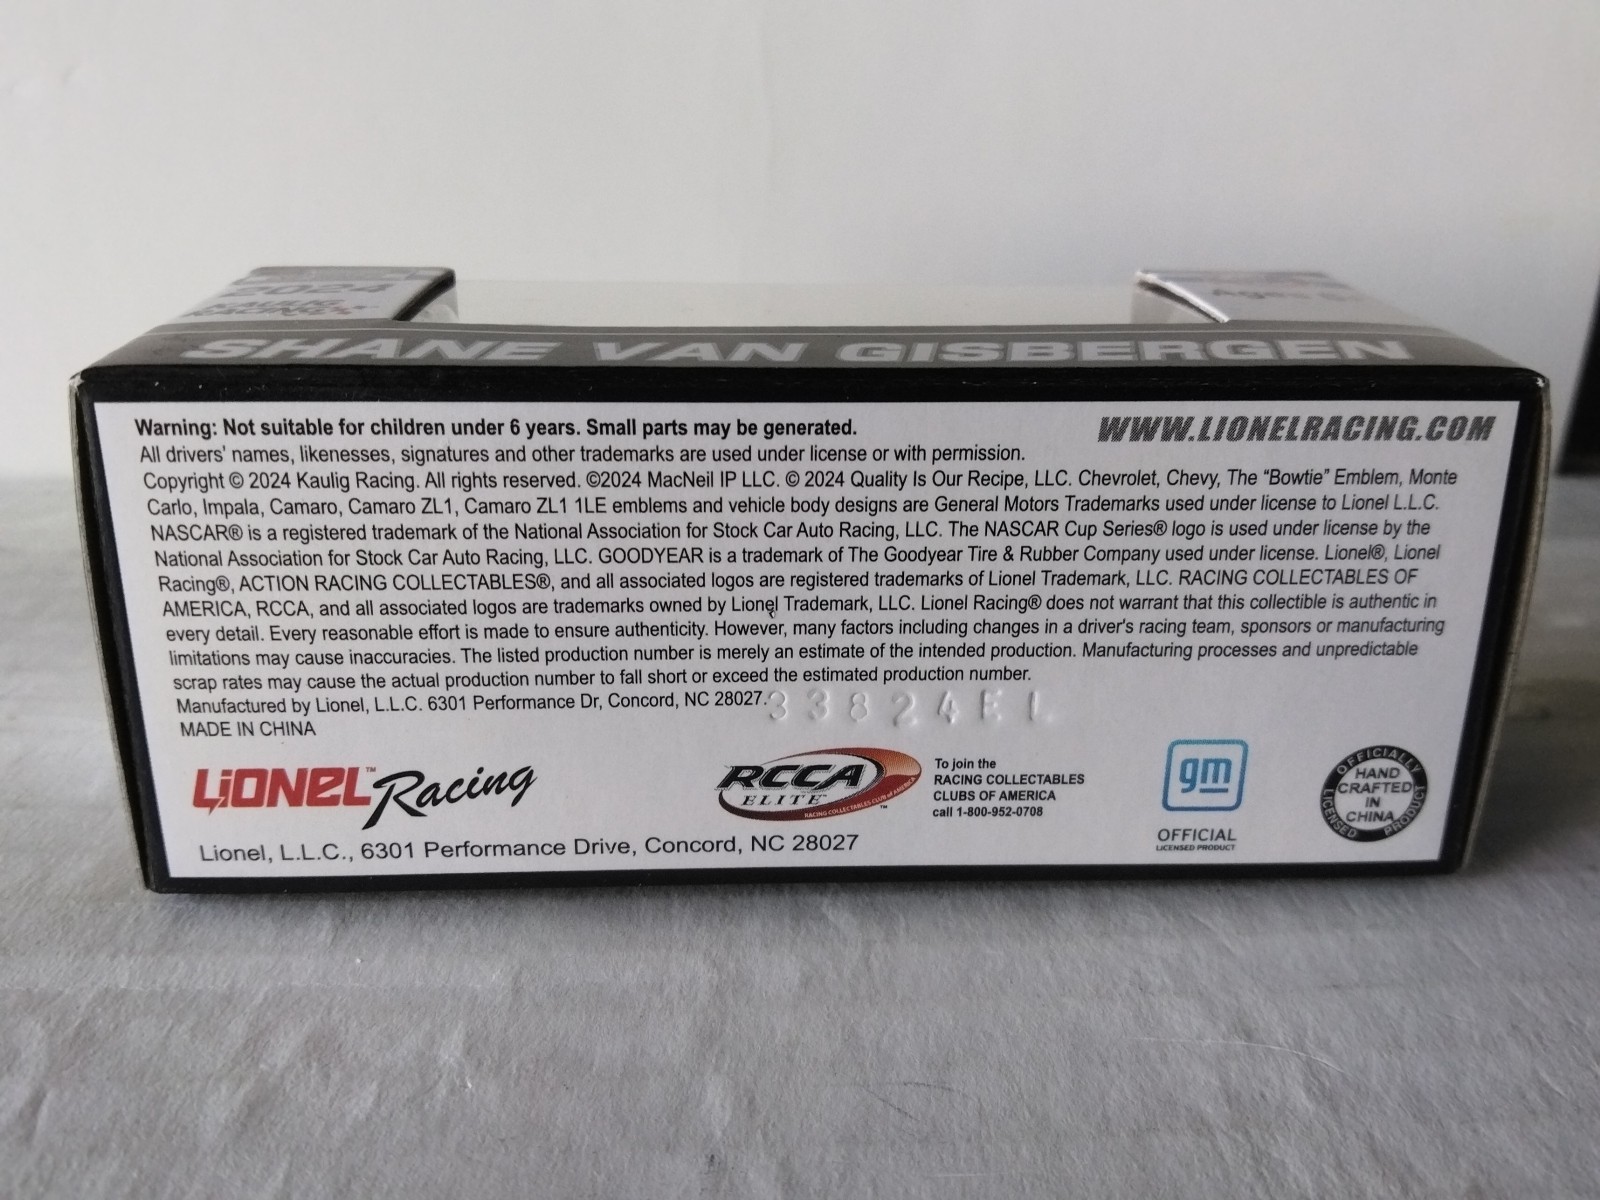 2024
KAULIG
RACING
Ages
SHANE VAN GISBERGEN
Warning: Not suitable for children under 6 years. Small parts may be generated.
WWW.LIONELRACING.COM
All drivers' names, likenesses, signatures and other trademarks are used under license or with permission.
Copyright © 2024 Kaulig Racing. All rights reserved. ©2024 MacNeil IP LLC. © 2024 Quality Is Our Recipe, LLC. Chevrolet, Chevy, The “Bowtie” Emblem, Monte
Carlo, Impala, Camaro, Camaro ZL1, Camaro ZL1 1LE emblems and vehicle body designs are General Motors Trademarks used under license to Lionel L.L.C.
NASCAR® is a registered trademark of the National Association for Stock Car Auto Racing, LLC. The NASCAR Cup Series® logo is used under license by the
National Association for Stock Car Auto Racing, LLC. GOODYEAR is a trademark of The Goodyear Tire & Rubber Company used under license. Lionel®, Lionel
Racing®, ACTION RACING COLLECTABLES®, and all associated logos are registered trademarks of Lionel Trademark, LLC. RACING COLLECTABLES OF
AMERICA, RCCA, and all associated logos are trademarks owned by Lionel Trademark, LLC. Lionel Racing® does not warrant that this collectible is authentic in
every detail. Every reasonable effort is made to ensure authenticity. However, many factors including changes in a driver's racing team, sponsors or manufacturing
limitations may cause inaccuracies. The listed production number is merely an estimate of the intended production. Manufacturing processes and unpredictable
scrap rates may cause the actual production number to fall short or exceed the estimated production number.
Manufactured by Lionel, L.L.C. 6301 Performance Dr, Concord, NC 28027. 33824EL
MADE IN CHINA
LIONEL™ Racing
RCCA
ELITE™
RACING COLLECTABLES CLUB OF AMERICA
To join the
RACING COLLECTABLES
CLUBS OF AMERICA
call 1-800-952-0708
gm
OFFICIAL
LICENSED PRODUCT
OFFICIALLY
LICENSED PRODUCT
HAND
CRAFTED
IN
CHINA
Lionel, L.L.C., 6301 Performance Drive, Concord, NC 28027